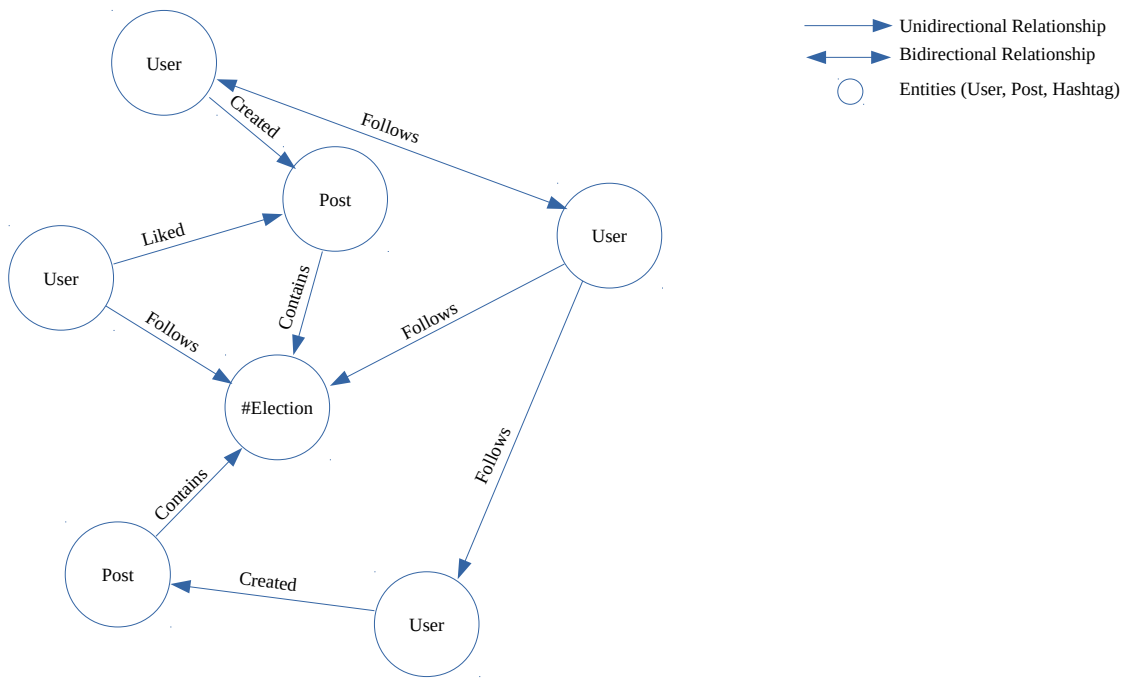 User
Created
Follows
Post
User
Liked
User
Contains
Follows
Follows
#Election
Follows
Contains
Post
Created
User
Unidirectional Relationship
Bidirectional Relationship
Entities (User, Post, Hashtag)